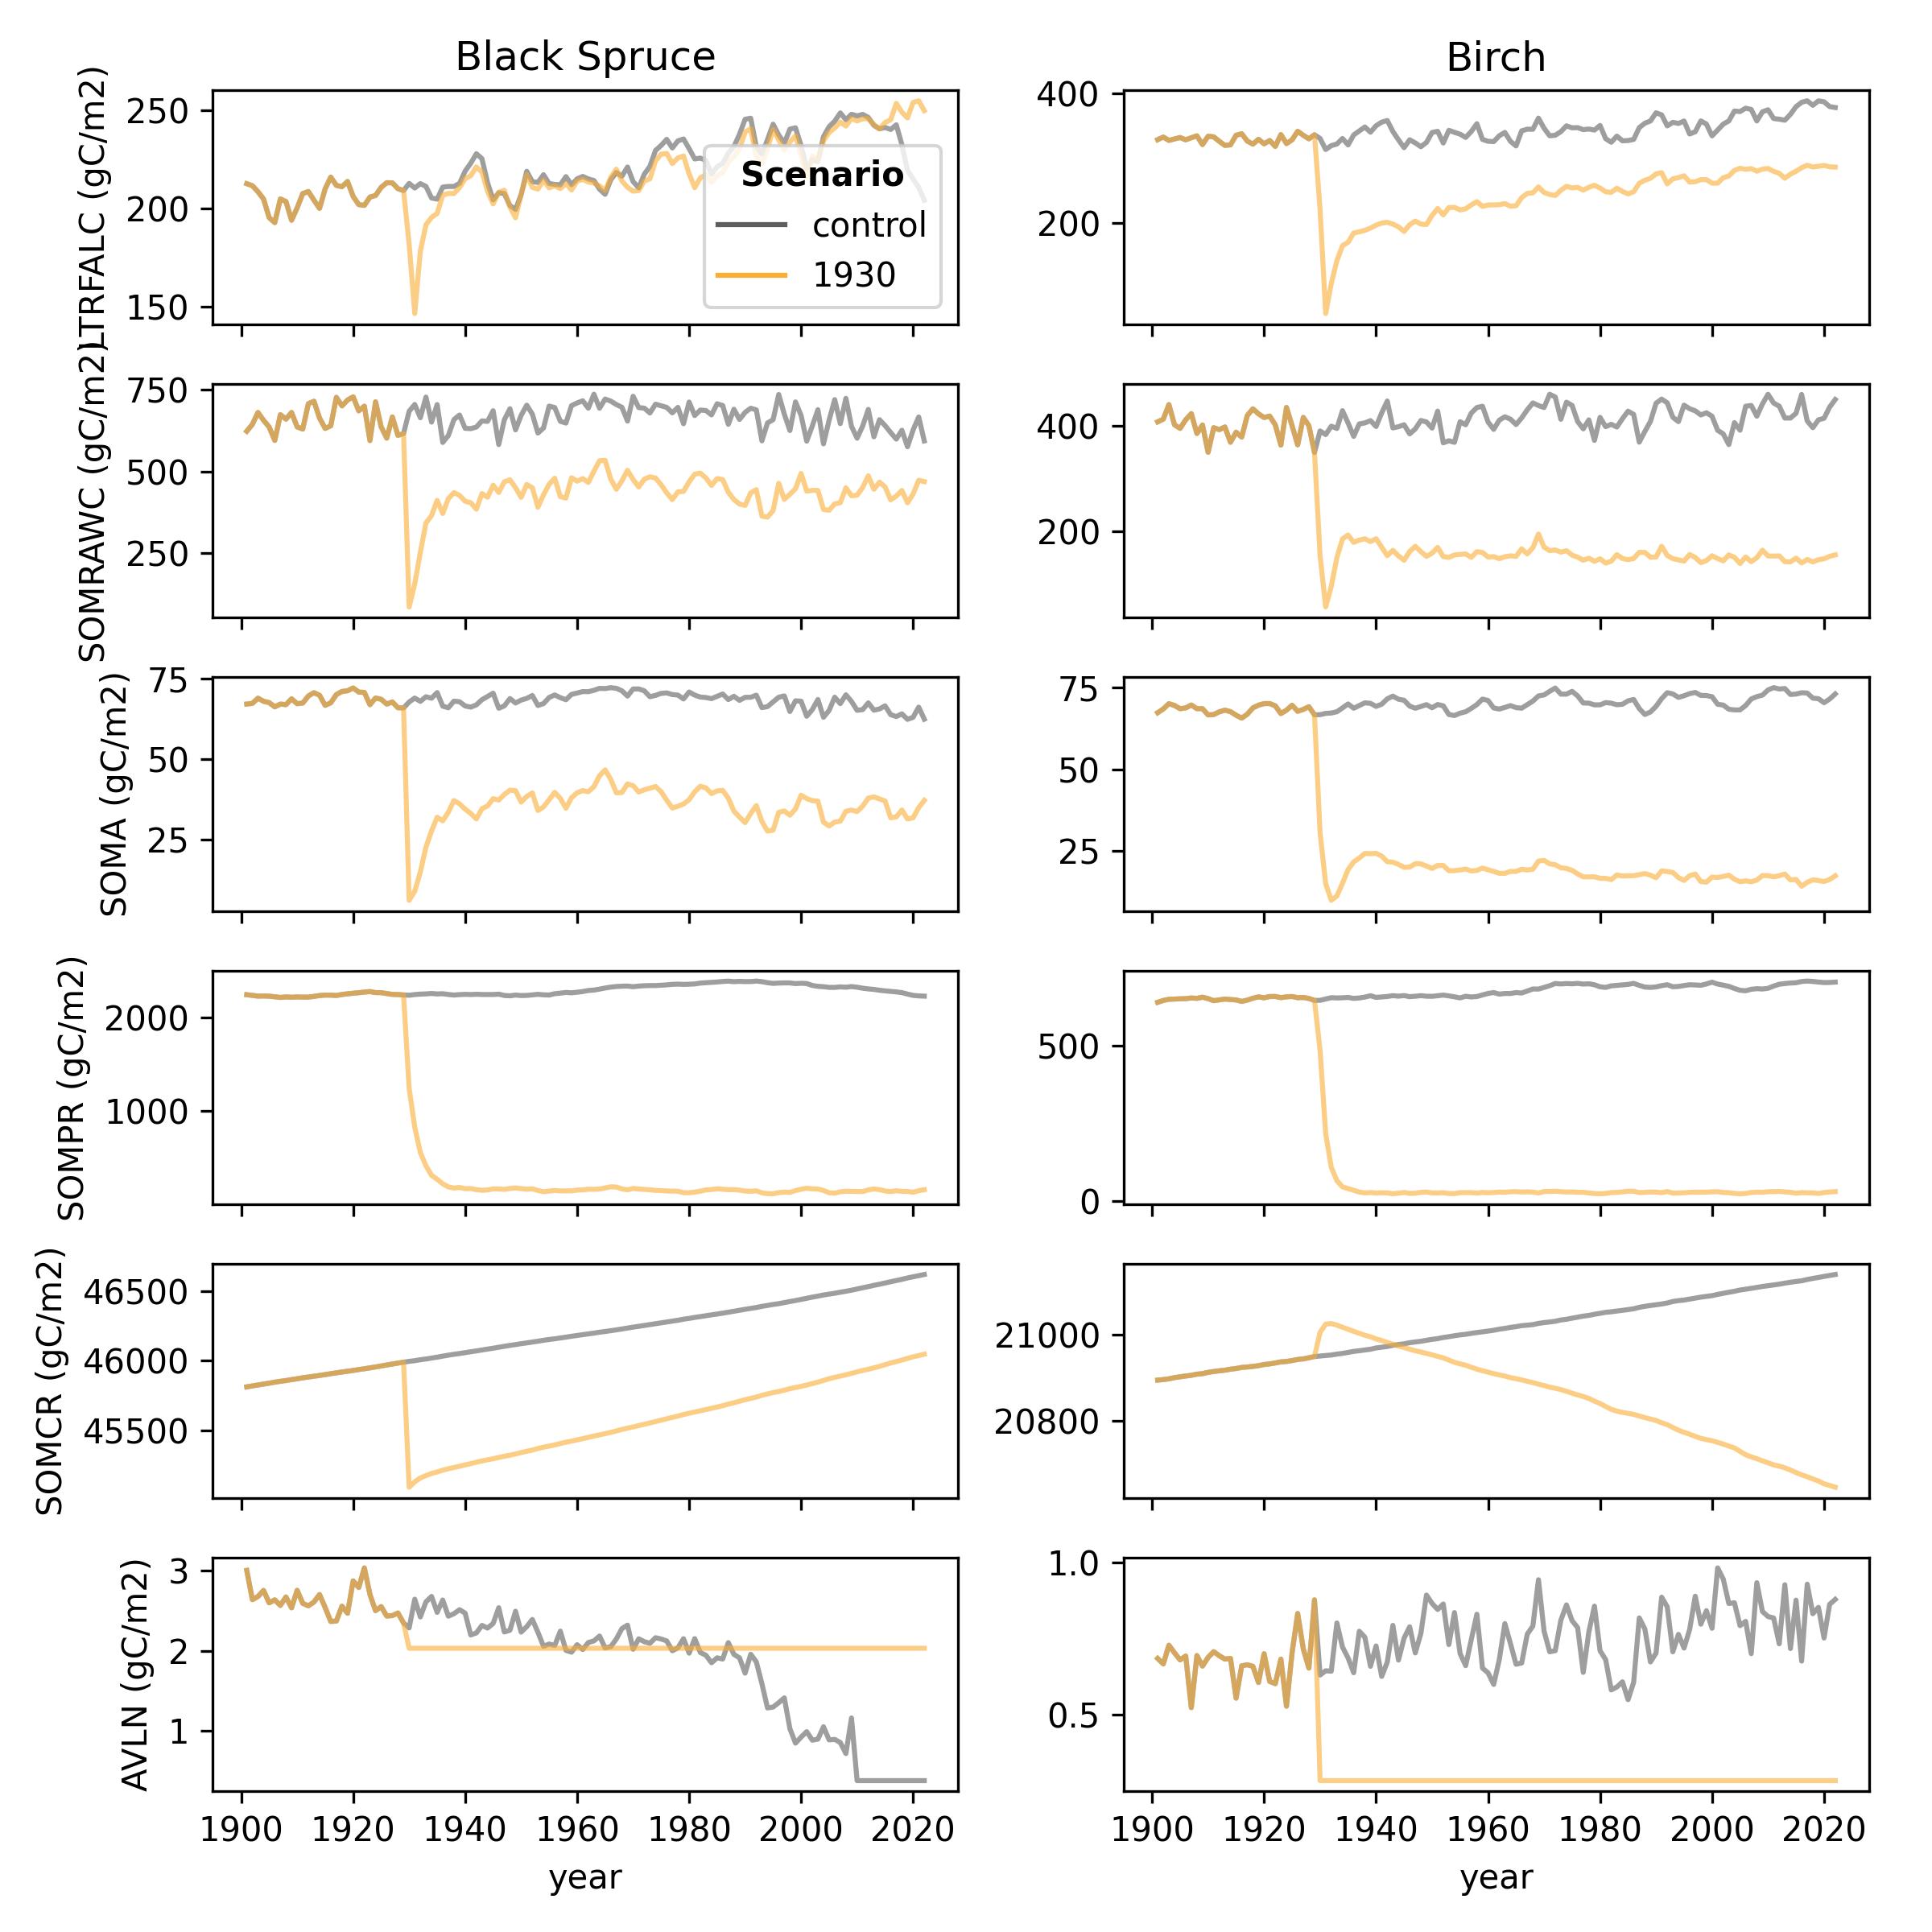 Black Spruce
Birch
LTRFALC (gC/m2)
250
200
150
Scenario
control
1930
400
200
SOMRAWC (gC/m2)
750
500
250
400
200
SOMA (gC/m2)
75
50
25
75
50
25
SOMPR (gC/m2)
2000
1000
500
0
SOMCR (gC/m2)
46500
46000
45500
21000
20800
AVLN (gC/m2)
3
2
1
1.0
0.5
1900 1920 1940 1960 1980 2000 2020
year
1900 1920 1940 1960 1980 2000 2020
year